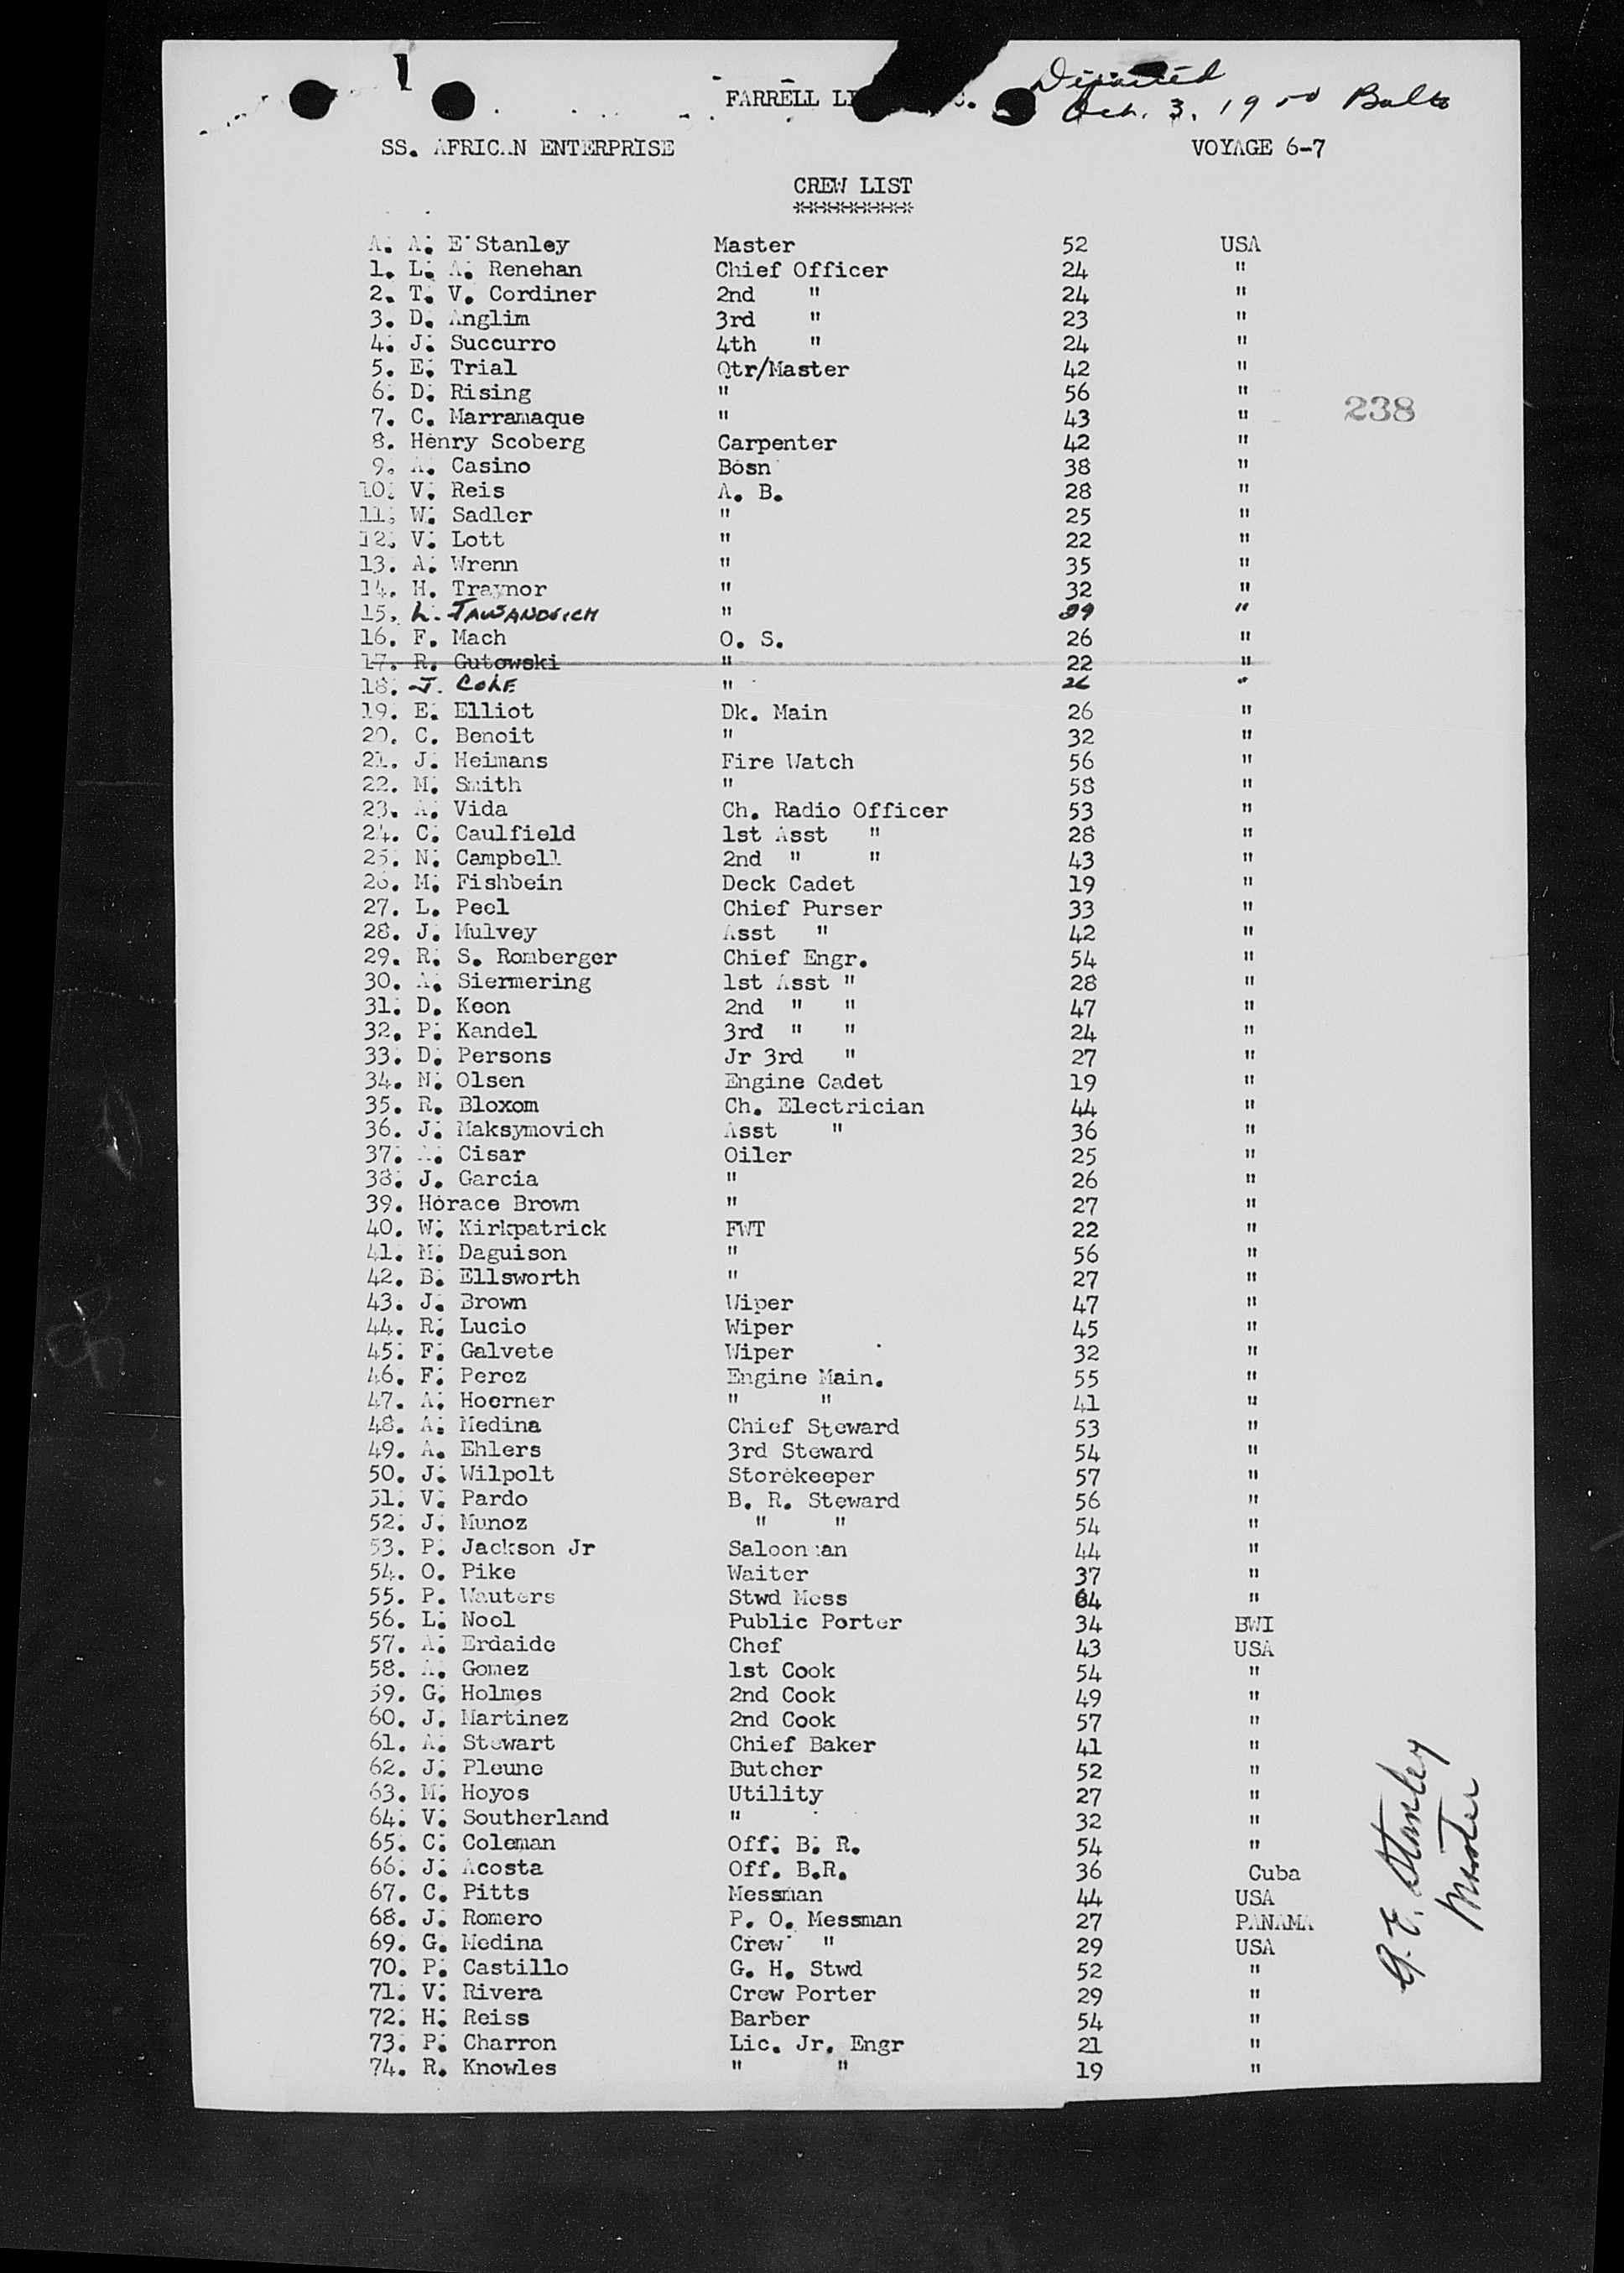 Departed
FARRELL LI C. Oct. 3. 1950 Balto
SS. AFRICAN ENTERPRISE VOYAGE 6-7
CREW LIST
**********
A. A. E Stanley Master 52 USA
1. L. A. Renehan Chief Officer 24 "
2. T. V. Cordiner 2nd " 24 "
3. D. Anglim 3rd " 23 "
4. J. Succurro 4th " 24 "
5. E. Trial Qtr/Master 42 "
6. D. Rising " 56 "
238
7. C. Marramaque " 43 "
8. Henry Scoberg Carpenter 42 "
9. A. Casino Bosn 38 "
10. V. Reis A. B. 28 "
11. W. Sadler " 25 "
12. V. Lott " 22 "
13. A. Wrenn " 35 "
14. H. Traynor " 32 "
15. L. JAWSANDVICH " 29 "
16. F. Mach O. S. 26 "
17. R. Gutowski " 22 "
18. J. COLE " 26 "
19. E. Elliot Dk. Main 26 "
20. C. Benoit " 32 "
21. J. Heimans Fire Watch 56 "
22. M. Smith " 58 "
23. A. Vida Ch. Radio Officer 53 "
24. C. Caulfield 1st Asst " 28 "
25. N. Campbell 2nd " " 43 "
26. M. Fishbein Deck Cadet 19 "
27. L. Peel Chief Purser 33 "
28. J. Mulvey Asst " 42 "
29. R. S. Romberger Chief Engr. 54 "
30. A. Siermering 1st Asst " 28 "
31. D. Keon 2nd " " 47 "
32. P. Kandel 3rd " " 24 "
33. D. Persons Jr 3rd " 27 "
34. N. Olsen Engine Cadet 19 "
35. R. Bloxom Ch. Electrician 44 "
36. J. Maksymovich Asst " 36 "
37. A. Cisar Oiler 25 "
38. J. Garcia " 26 "
39. Horace Brown " 27 "
40. W. Kirkpatrick FWT 22 "
41. M. Daguison " 56 "
42. B. Ellsworth " 27 "
43. J. Brown Wiper 47 "
44. R. Lucio Wiper 45 "
45. F. Galvete Wiper 32 "
46. F. Perez Engine Main. 55 "
47. A. Hoerner " " 41 "
48. A. Medina Chief Steward 53 "
49. A. Ehlers 3rd Steward 54 "
50. J. Wilpolt Storekeeper 57 "
51. V. Pardo B. R. Steward 56 "
52. J. Munoz " " 54 "
53. P. Jackson Jr Saloonman 44 "
54. O. Pike Waiter 37 "
55. P. Wauters Stwd Mess 64 "
56. L. Noel Public Porter 34 BWI
57. A. Erdaide Chef 43 USA
58. A. Gomez 1st Cook 54 "
59. G. Holmes 2nd Cook 49 "
60. J. Martinez 2nd Cook 57 "
61. A. Stewart Chief Baker 41 "
62. J. Pleune Butcher 52 "
63. M. Hoyos Utility 27 "
64. V. Southerland " 32 "
65. C. Coleman Off. B. R. 54 "
66. J. Acosta Off. B.R. 36 Cuba
67. C. Pitts Messman 44 USA
68. J. Romero P. O. Messman 27 PANAMA
69. G. Medina Crew " 29 USA
70. P. Castillo G. H. Stwd 52 "
71. V. Rivera Crew Porter 29 "
72. H. Reiss Barber 54 "
73. P. Charron Lic. Jr. Engr 21 "
74. R. Knowles " " 19 "
A. E. Stanley
Master